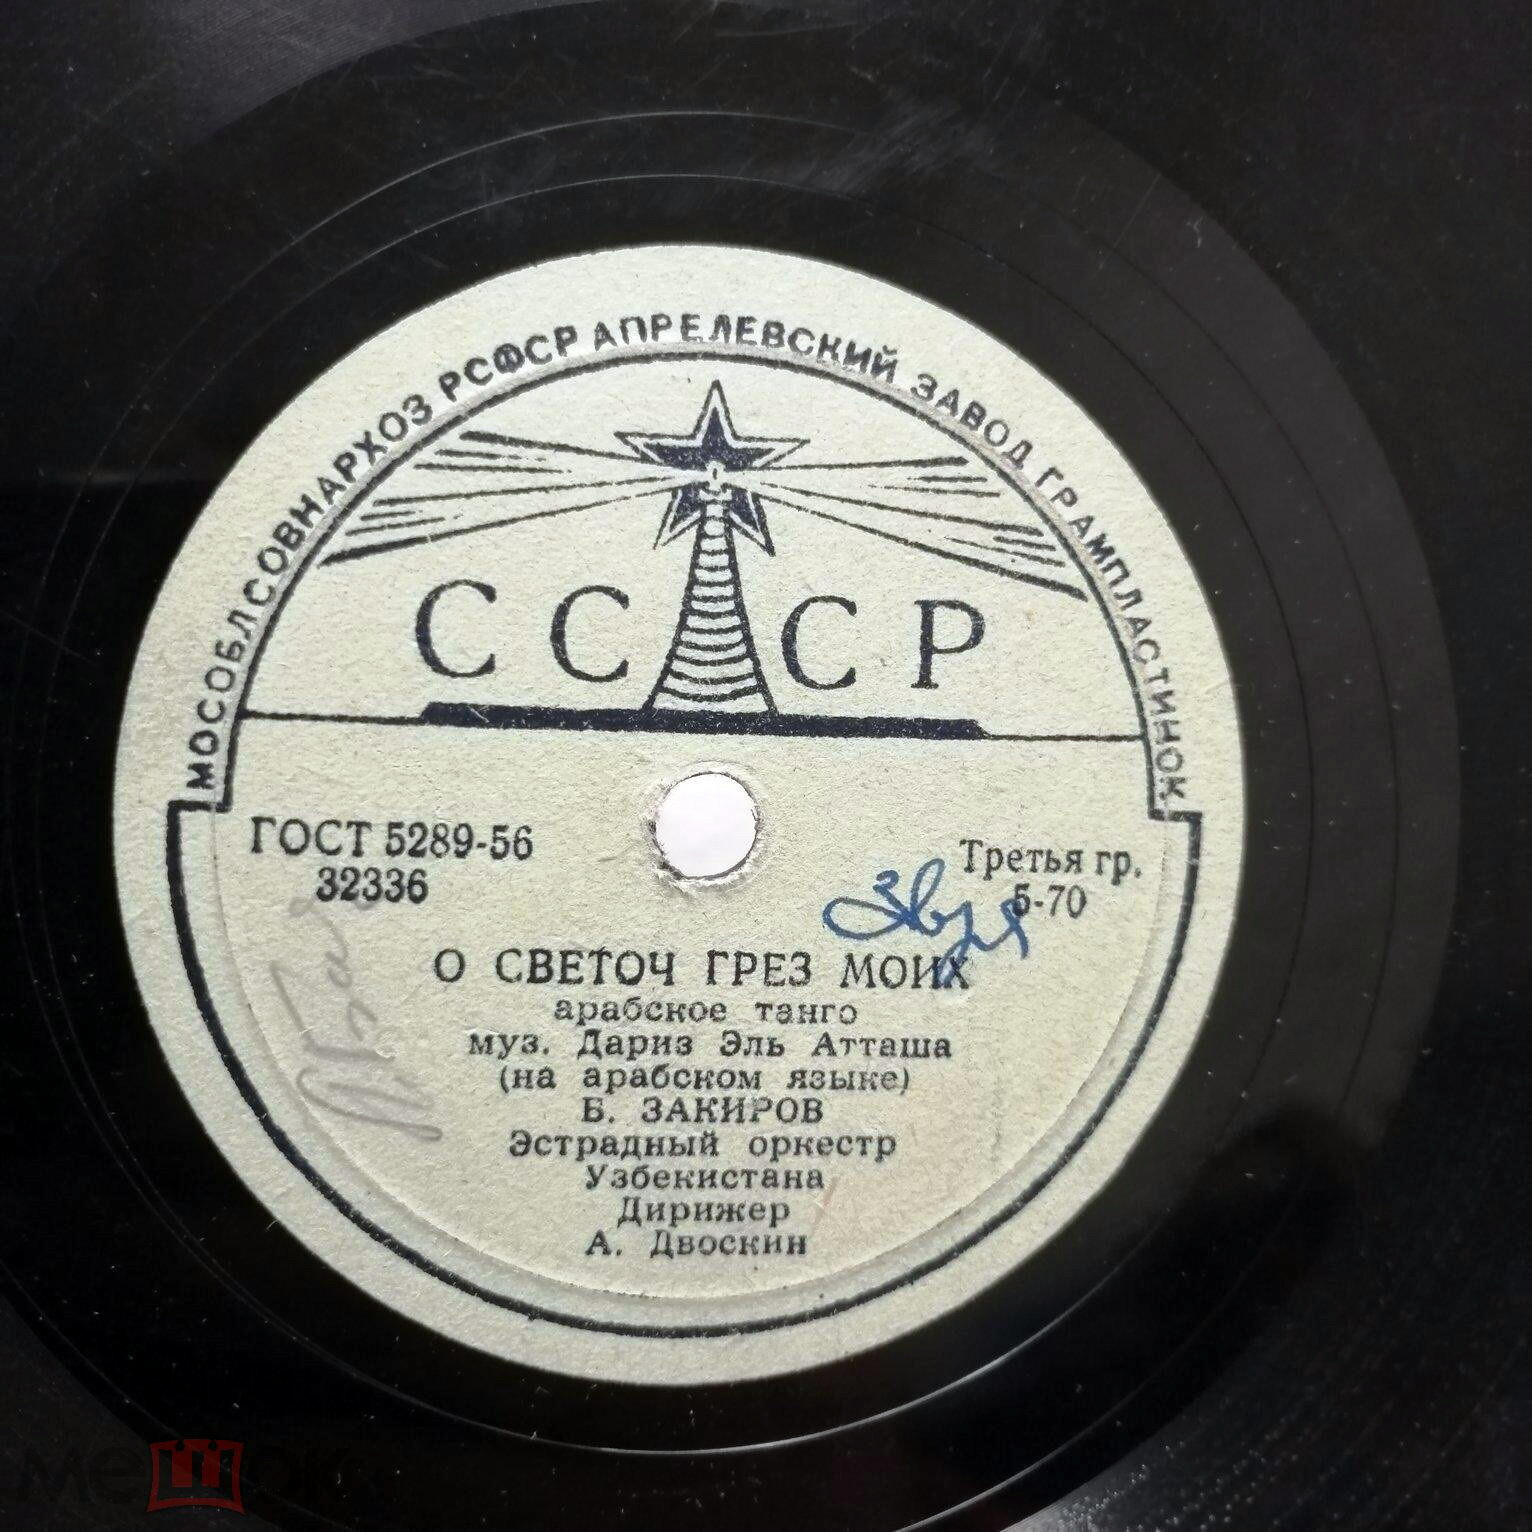 МОСОБЛСОВНАРХОЗ РСФСР АПРЕЛЕВСКИЙ ЗАВОД ГРАМПЛАСТИНОК
СССР
ГОСТ 5289-56
32336
Третья гр.
5-70
О СВЕТОЧ ГРЕЗ МОИХ
арабское танго
муз. Дариз Эль Атташа
(на арабском языке)
Б. ЗАКИРОВ
Эстрадный оркестр
Узбекистана
Дирижер
А. Двоскин
мешок